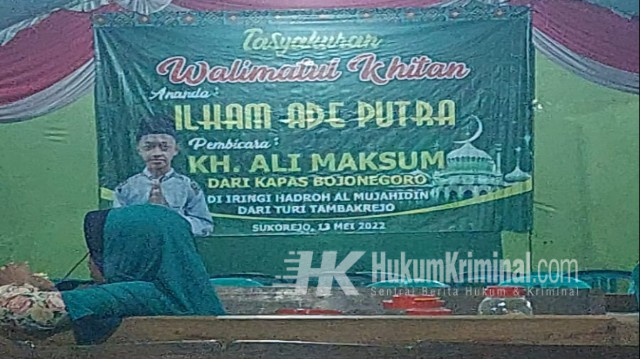 Tasyakuran
Walimatul Khitan
Ananda :
ILHAM ADE PUTRA
Pembicara :
KH. ALI MAKSUM
DARI KAPAS BOJONEGORO
DI IRINGI HADROH AL MUJAHIDIN
DARI TURI TAMBAKREJO
SUKOREJO, 13 MEI 2022
HK HukumKriminal.com
Sentral Berita Hukum & Kriminal